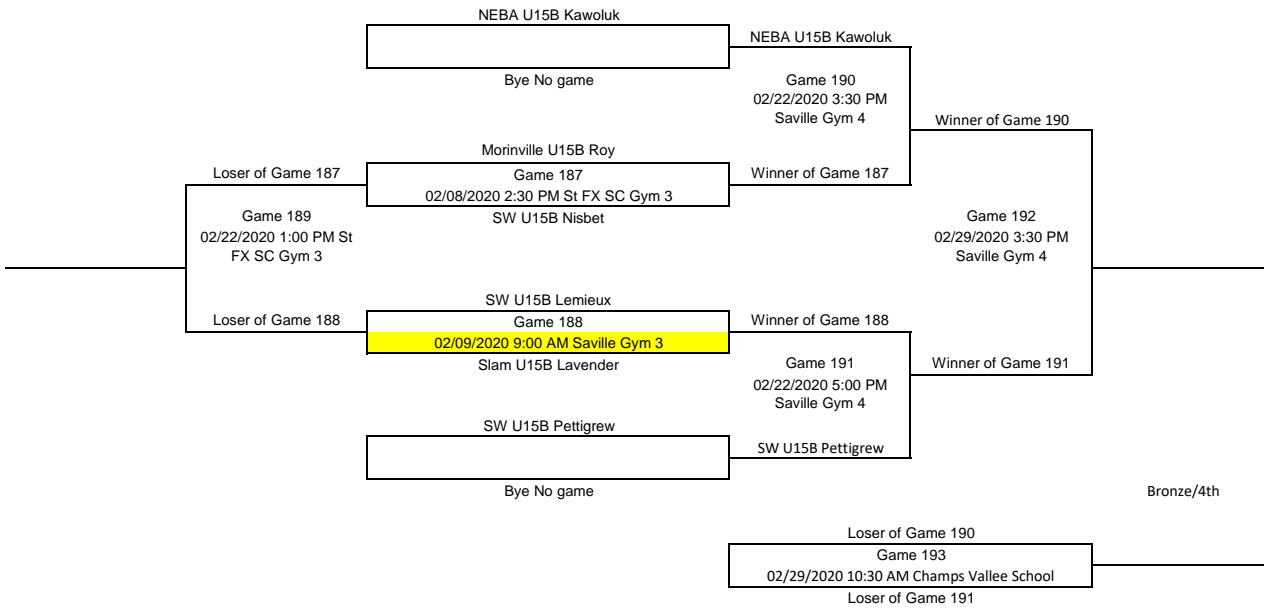 NEBA U15B Kawoluk
NEBA U15B Kawoluk
Bye No game
Game 190
02/22/2020 3:30 PM
Saville Gym 4
Winner of Game 190
Morinville U15B Roy
Loser of Game 187
Game 187
Winner of Game 187
02/08/2020 2:30 PM St FX SC Gym 3
Game 189
SW U15B Nisbet
Game 192
02/22/2020 1:00 PM St
FX SC Gym 3
02/29/2020 3:30 PM
Saville Gym 4
SW U15B Lemieux
Loser of Game 188
Game 188
Winner of Game 188
02/09/2020 9:00 AM Saville Gym 3
Slam U15B Lavender
Game 191
02/22/2020 5:00 PM
Saville Gym 4
Winner of Game 191
SW U15B Pettigrew
SW U15B Pettigrew
Bye No game
Bronze/4th
Loser of Game 190
Game 193
02/29/2020 10:30 AM Champs Vallee School
Loser of Game 191